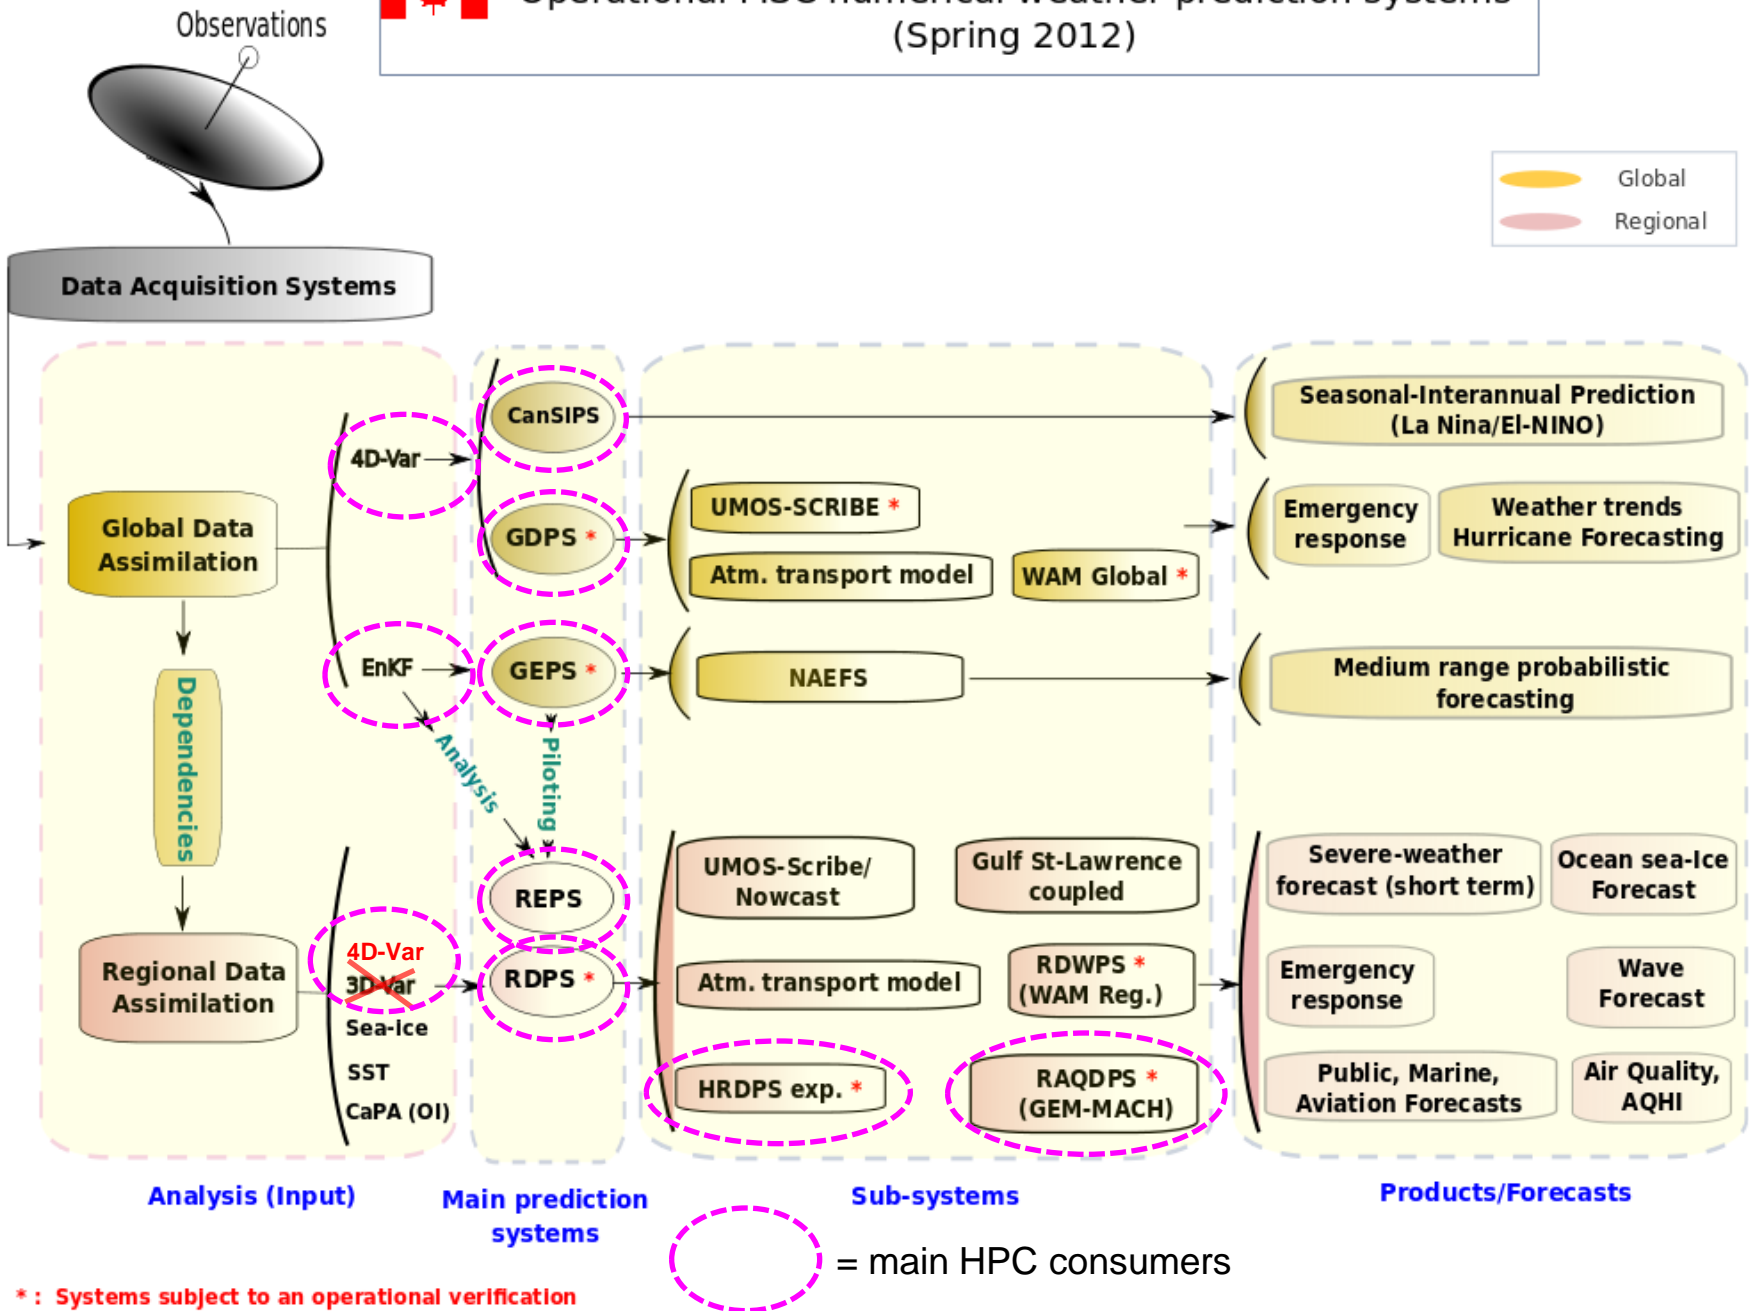 Observations
Operational MSC numerical weather prediction systems
(Spring 2012)
Global
Regional
Data Acquisition Systems
CanSIPS
Seasonal-Interannual Prediction
(La Nina/El-NINO)
4D-Var
Global Data
Assimilation
GDPS *
UMOS-SCRIBE *
Atm. transport model
WAM Global *
Emergency
response
Weather trends
Hurricane Forecasting
EnKF
GEPS *
NAEFS
Medium range probabilistic
forecasting
Dependencies
Analysis
Piloting
REPS
UMOS-Scribe/
Nowcast
Gulf St-Lawrence
coupled
Severe-weather
forecast (short term)
Ocean sea-Ice
Forecast
Regional Data
Assimilation
4D-Var
3D-Var
Sea-Ice
SST
CaPA (OI)
RDPS *
Atm. transport model
RDWPS *
(WAM Reg.)
Emergency
response
Wave
Forecast
HRDPS exp. *
RAQDPS *
(GEM-MACH)
Public, Marine,
Aviation Forecasts
Air Quality,
AQHI
Analysis (Input)
Main prediction
systems
Sub-systems
Products/Forecasts
= main HPC consumers
* : Systems subject to an operational verification